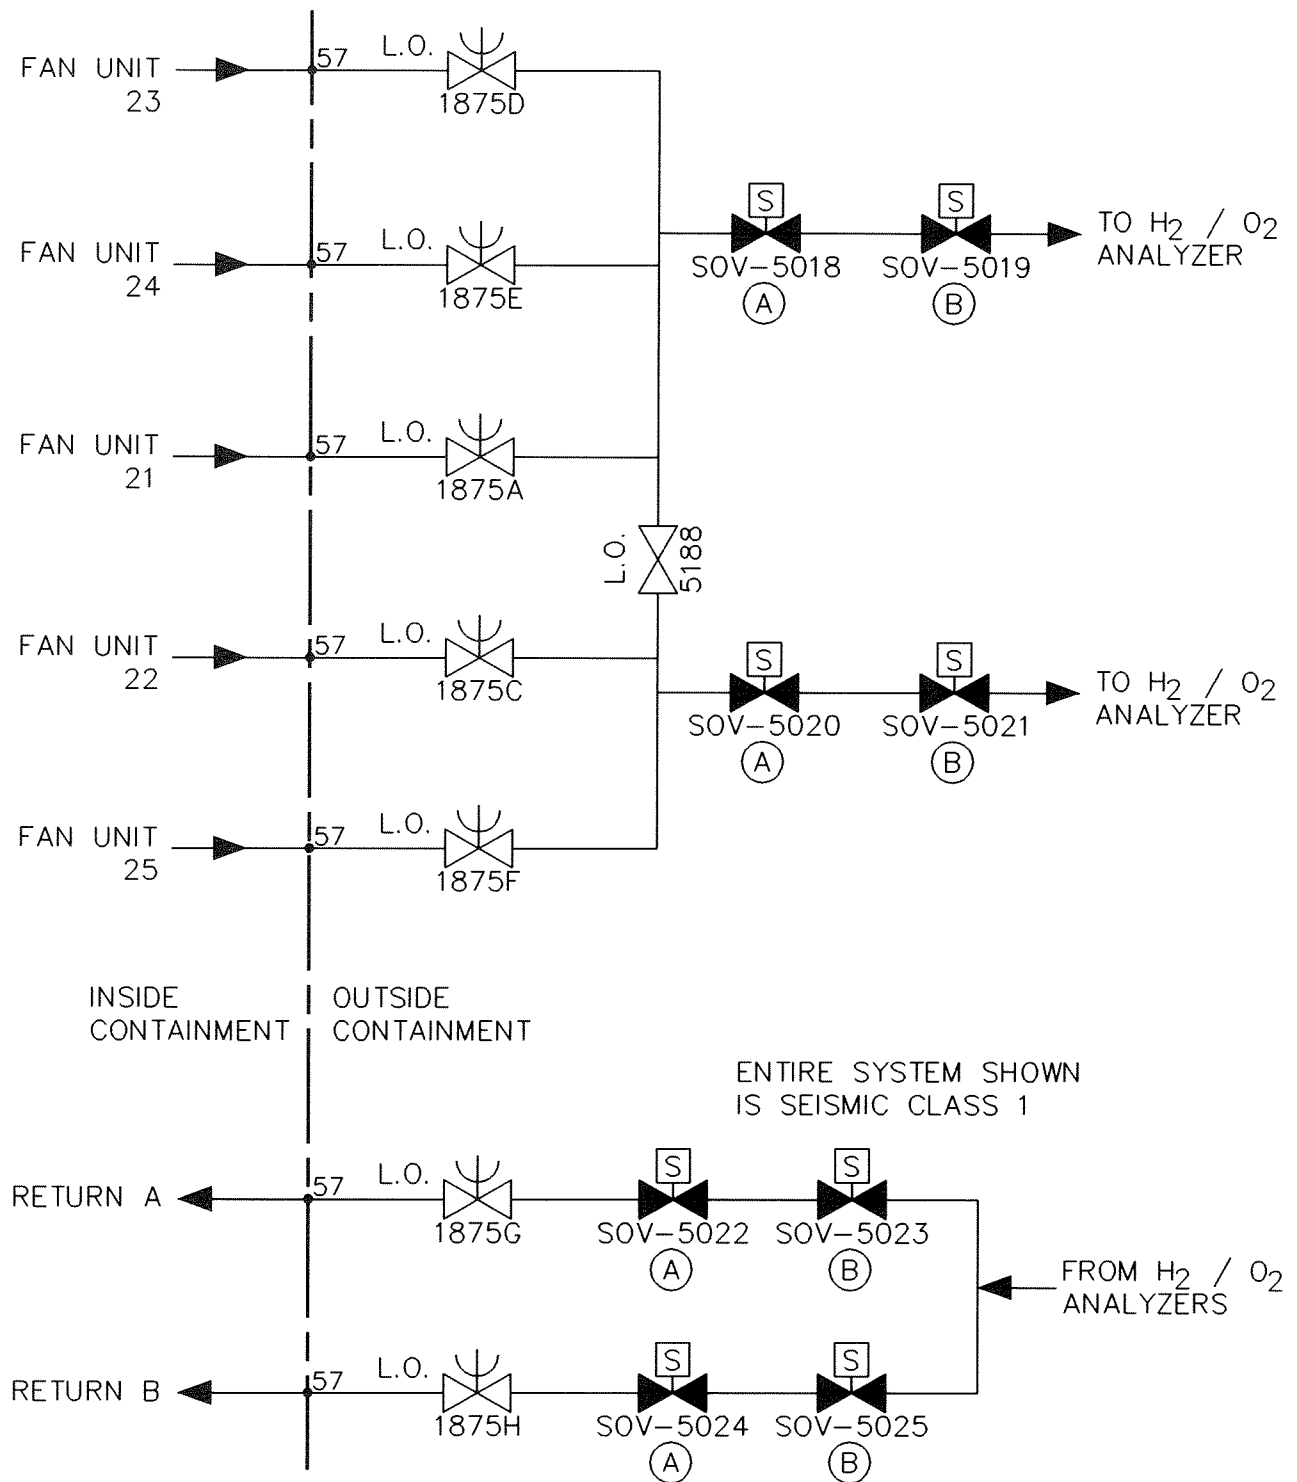 FAN UNIT
23
57
L.O.
1875D
FAN UNIT
24
57
L.O.
1875E
S
SOV-5018
A
S
SOV-5019
B
TO H2 / O2
ANALYZER
FAN UNIT
21
57
L.O.
1875A
L.O.
5188
FAN UNIT
22
57
L.O.
1875C
S
SOV-5020
A
S
SOV-5021
B
TO H2 / O2
ANALYZER
FAN UNIT
25
57
L.O.
1875F
INSIDE
CONTAINMENT
OUTSIDE
CONTAINMENT
ENTIRE SYSTEM SHOWN
IS SEISMIC CLASS 1
RETURN A
57
L.O.
1875G
S
SOV-5022
A
S
SOV-5023
B
FROM H2 / O2
ANALYZERS
RETURN B
57
L.O.
1875H
S
SOV-5024
A
S
SOV-5025
B